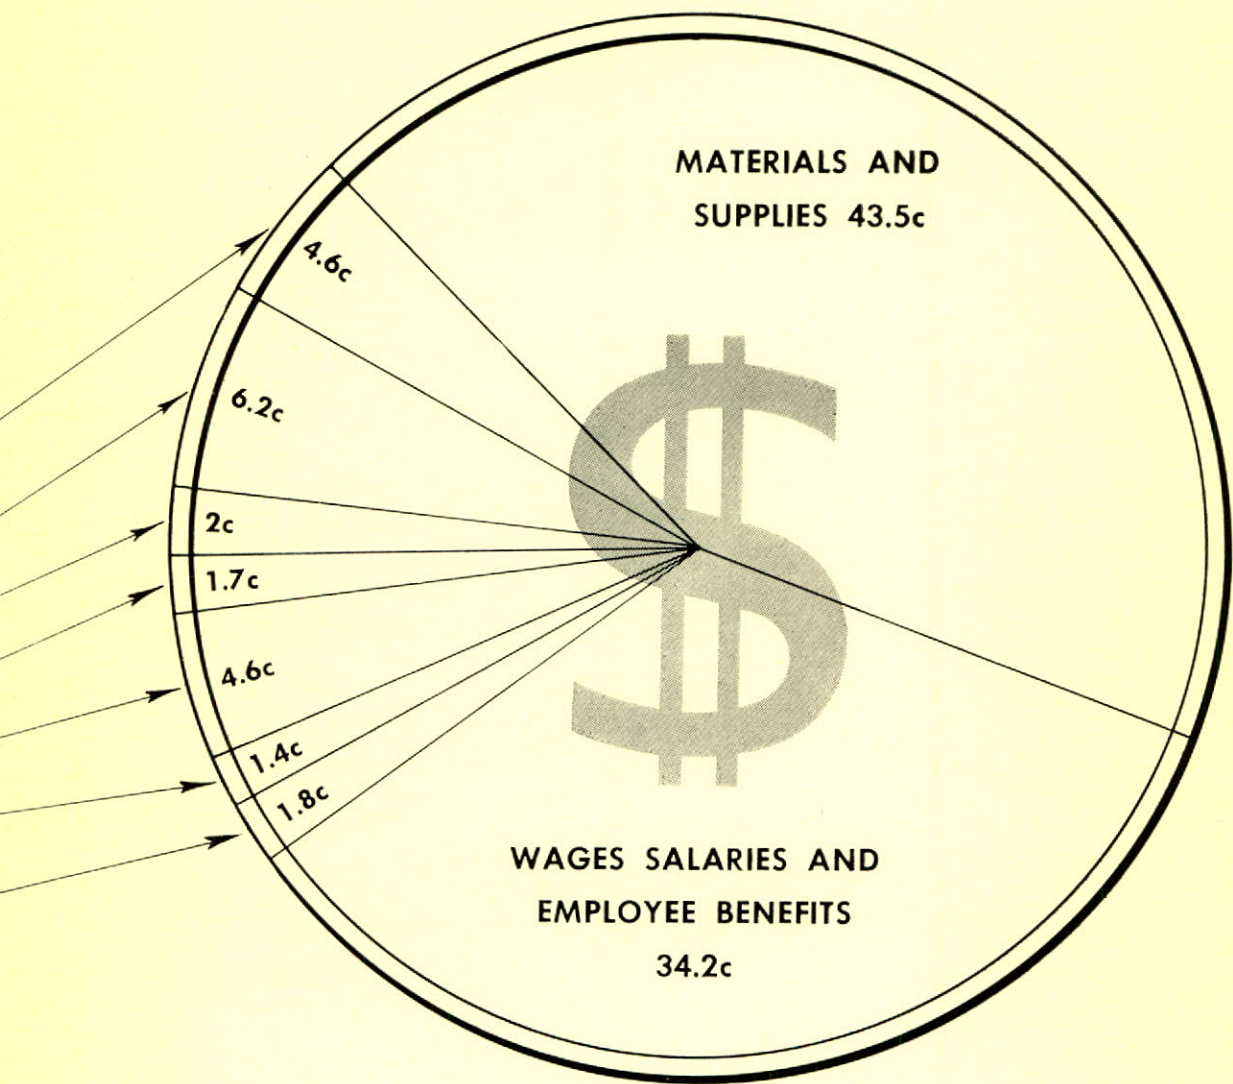 MATERIALS AND
SUPPLIES 43.5c
4.6c
6.2c
2c
1.7c
4.6c
1.4c
1.8c
WAGES SALARIES AND
EMPLOYEE BENEFITS
34.2c
$